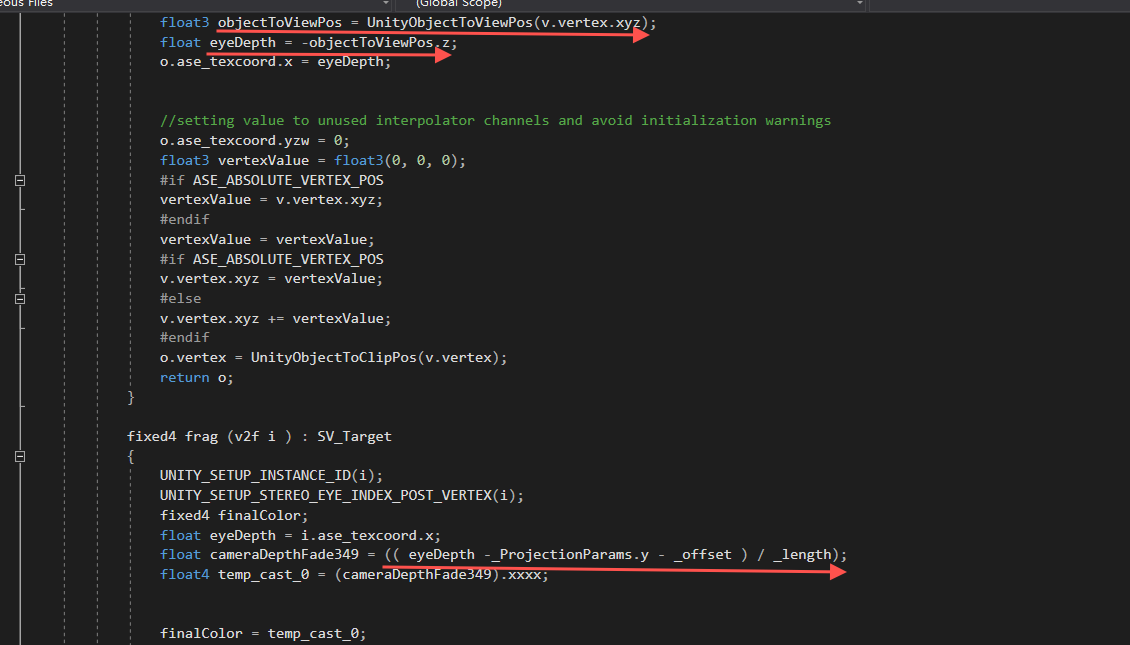 eous Files (Global Scope)
float3 objectToViewPos = UnityObjectToViewPos(v.vertex.xyz);
float eyeDepth = -objectToViewPos.z;
o.ase_texcoord.x = eyeDepth;
//setting value to unused interpolator channels and avoid initialization warnings
o.ase_texcoord.yzw = 0;
float3 vertexValue = float3(0, 0, 0);
#if ASE_ABSOLUTE_VERTEX_POS
vertexValue = v.vertex.xyz;
#endif
vertexValue = vertexValue;
#if ASE_ABSOLUTE_VERTEX_POS
v.vertex.xyz = vertexValue;
#else
v.vertex.xyz += vertexValue;
#endif
o.vertex = UnityObjectToClipPos(v.vertex);
return o;
}
fixed4 frag (v2f i ) : SV_Target
{
UNITY_SETUP_INSTANCE_ID(i);
UNITY_SETUP_STEREO_EYE_INDEX_POST_VERTEX(i);
fixed4 finalColor;
float eyeDepth = i.ase_texcoord.x;
float cameraDepthFade349 = (( eyeDepth -_ProjectionParams.y - _offset ) / _length);
float4 temp_cast_0 = (cameraDepthFade349).xxxx;
finalColor = temp_cast_0;